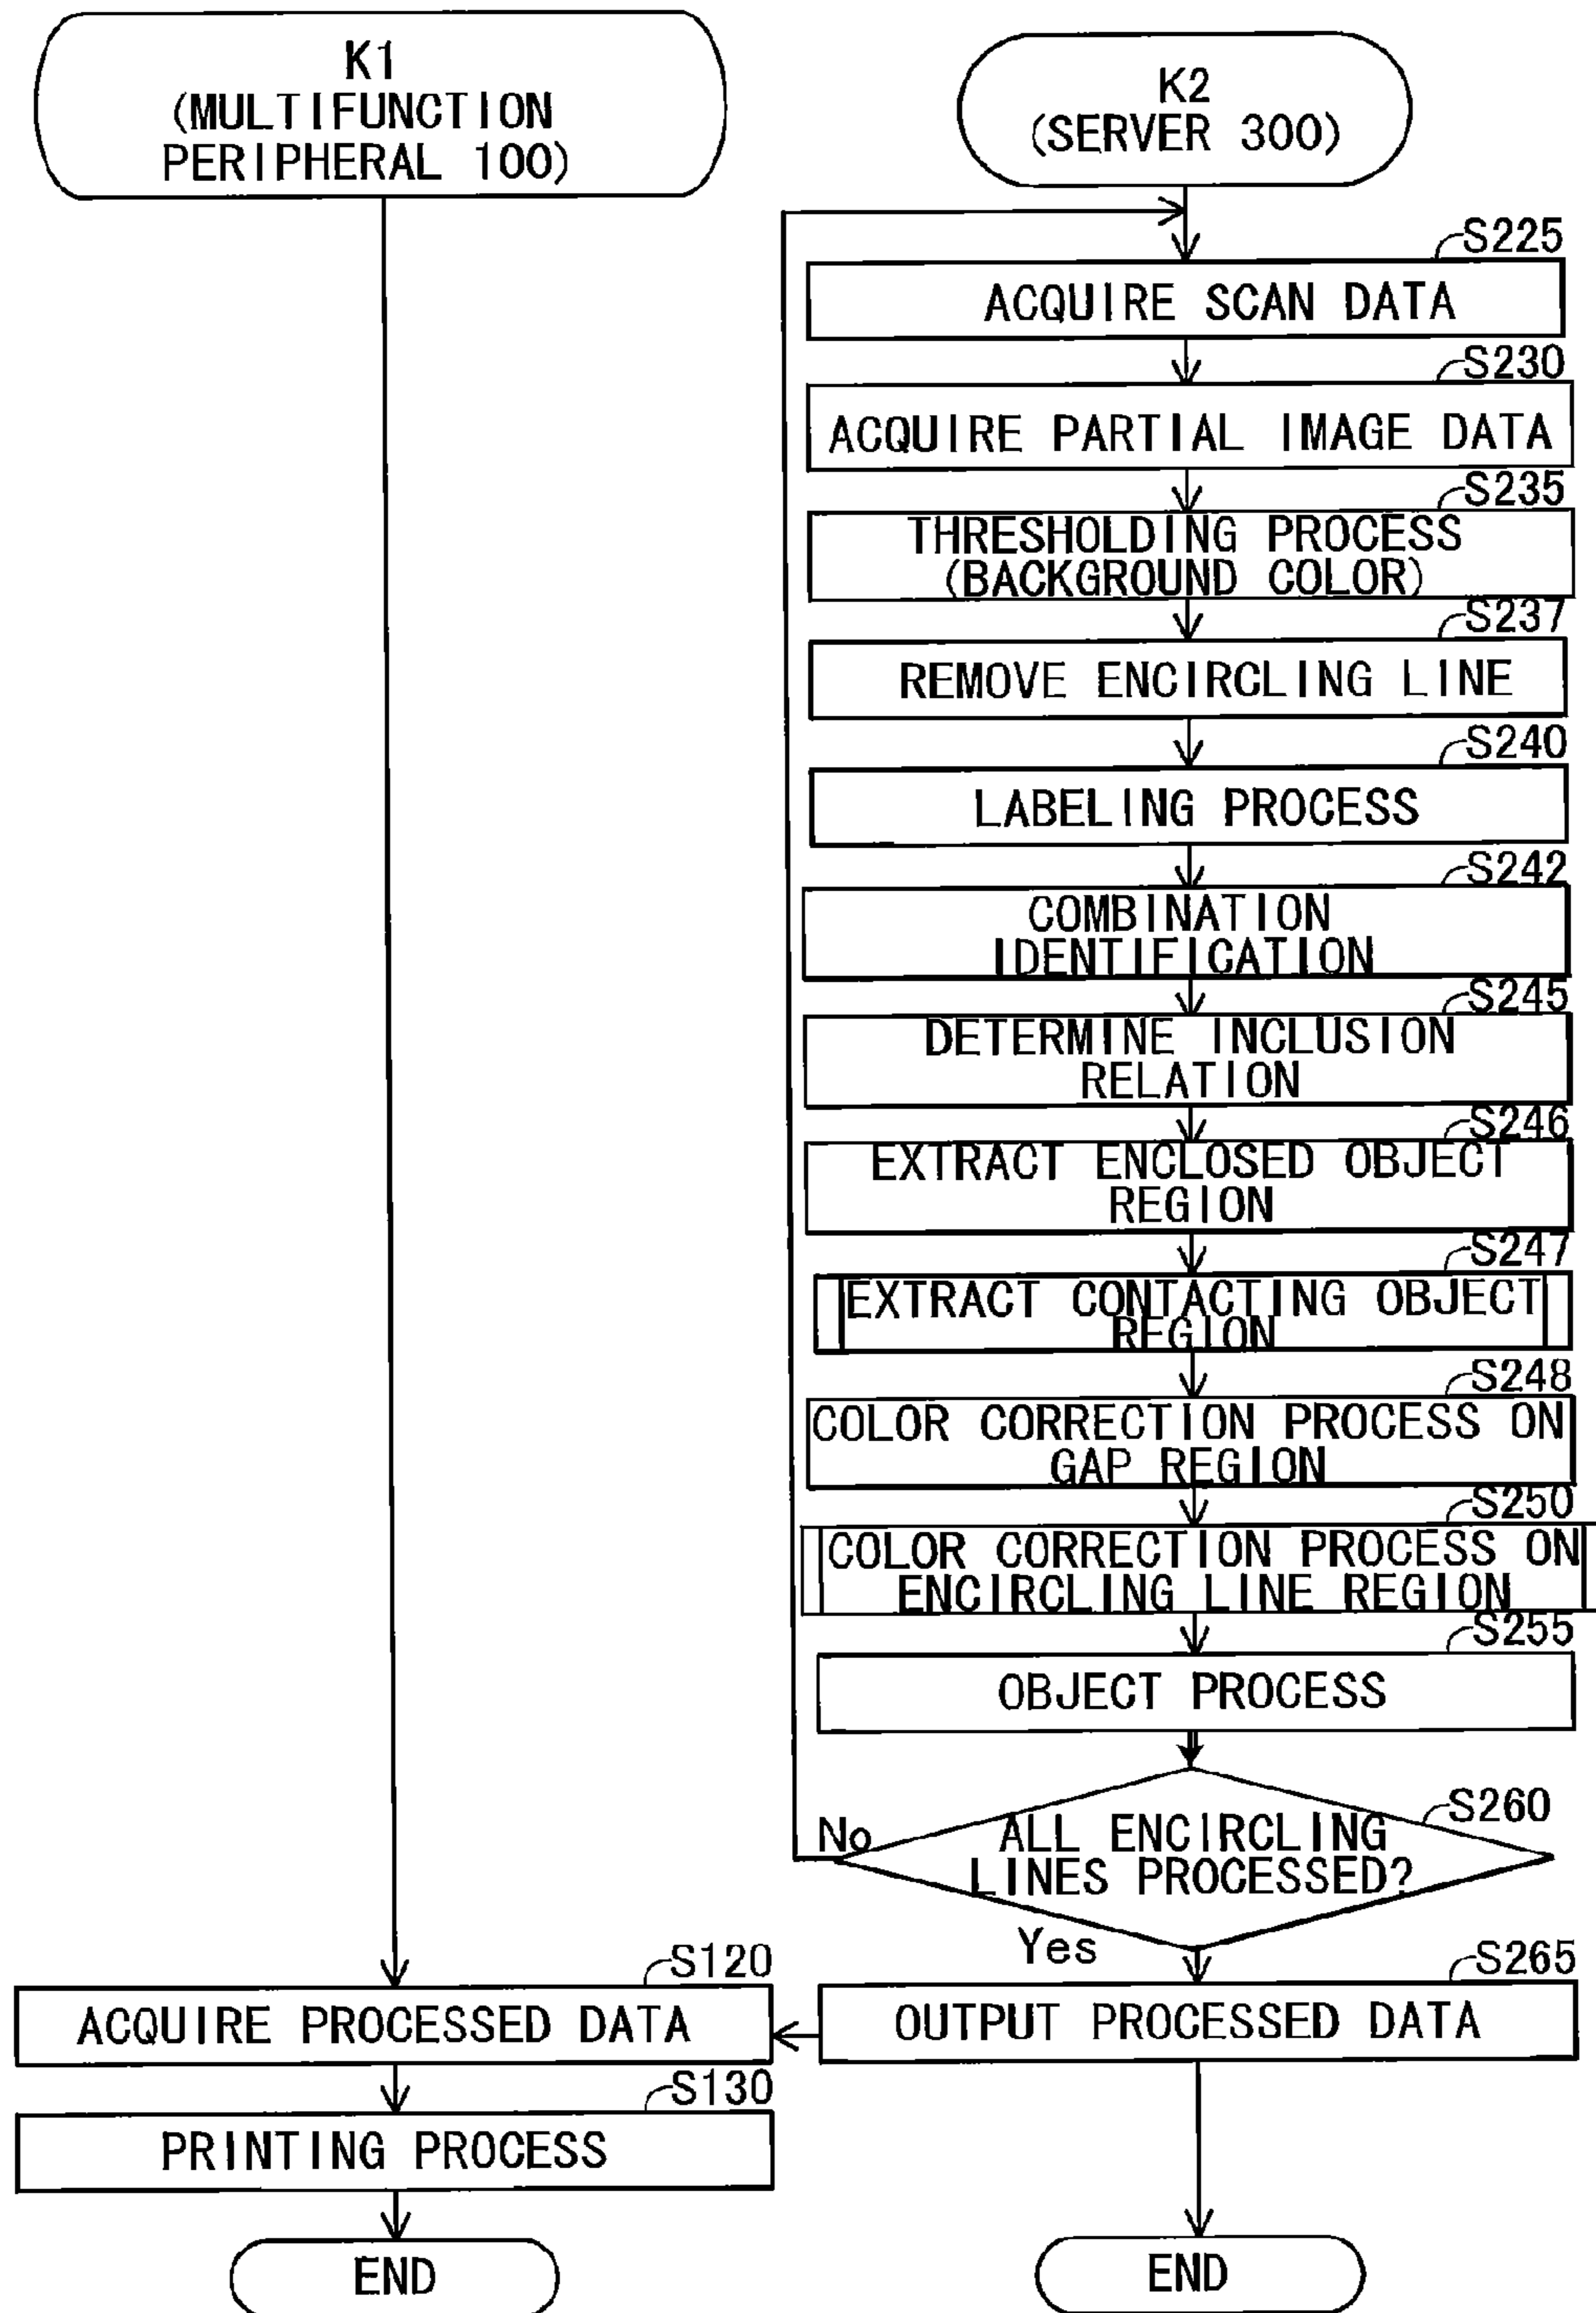 K1
(MULTIFUNCTION
PERIPHERAL 100)
K2
(SERVER 300)
S225
ACQUIRE SCAN DATA
S230
ACQUIRE PARTIAL IMAGE DATA
S235
THRESHOLDING PROCESS
(BACKGROUND COLOR)
S237
REMOVE ENCIRCLING LINE
S240
LABELING PROCESS
S242
COMBINATION
IDENTIFICATION
S245
DETERMINE INCLUSION
RELATION
S246
EXTRACT ENCLOSED OBJECT
REGION
S247
EXTRACT CONTACTING OBJECT
REGION
S248
COLOR CORRECTION PROCESS ON
GAP REGION
S250
COLOR CORRECTION PROCESS ON
ENCIRCLING LINE REGION
S255
OBJECT PROCESS
S260
No
ALL ENCIRCLING
LINES PROCESSED?
Yes
S265
OUTPUT PROCESSED DATA
S120
ACQUIRE PROCESSED DATA
S130
PRINTING PROCESS
END
END